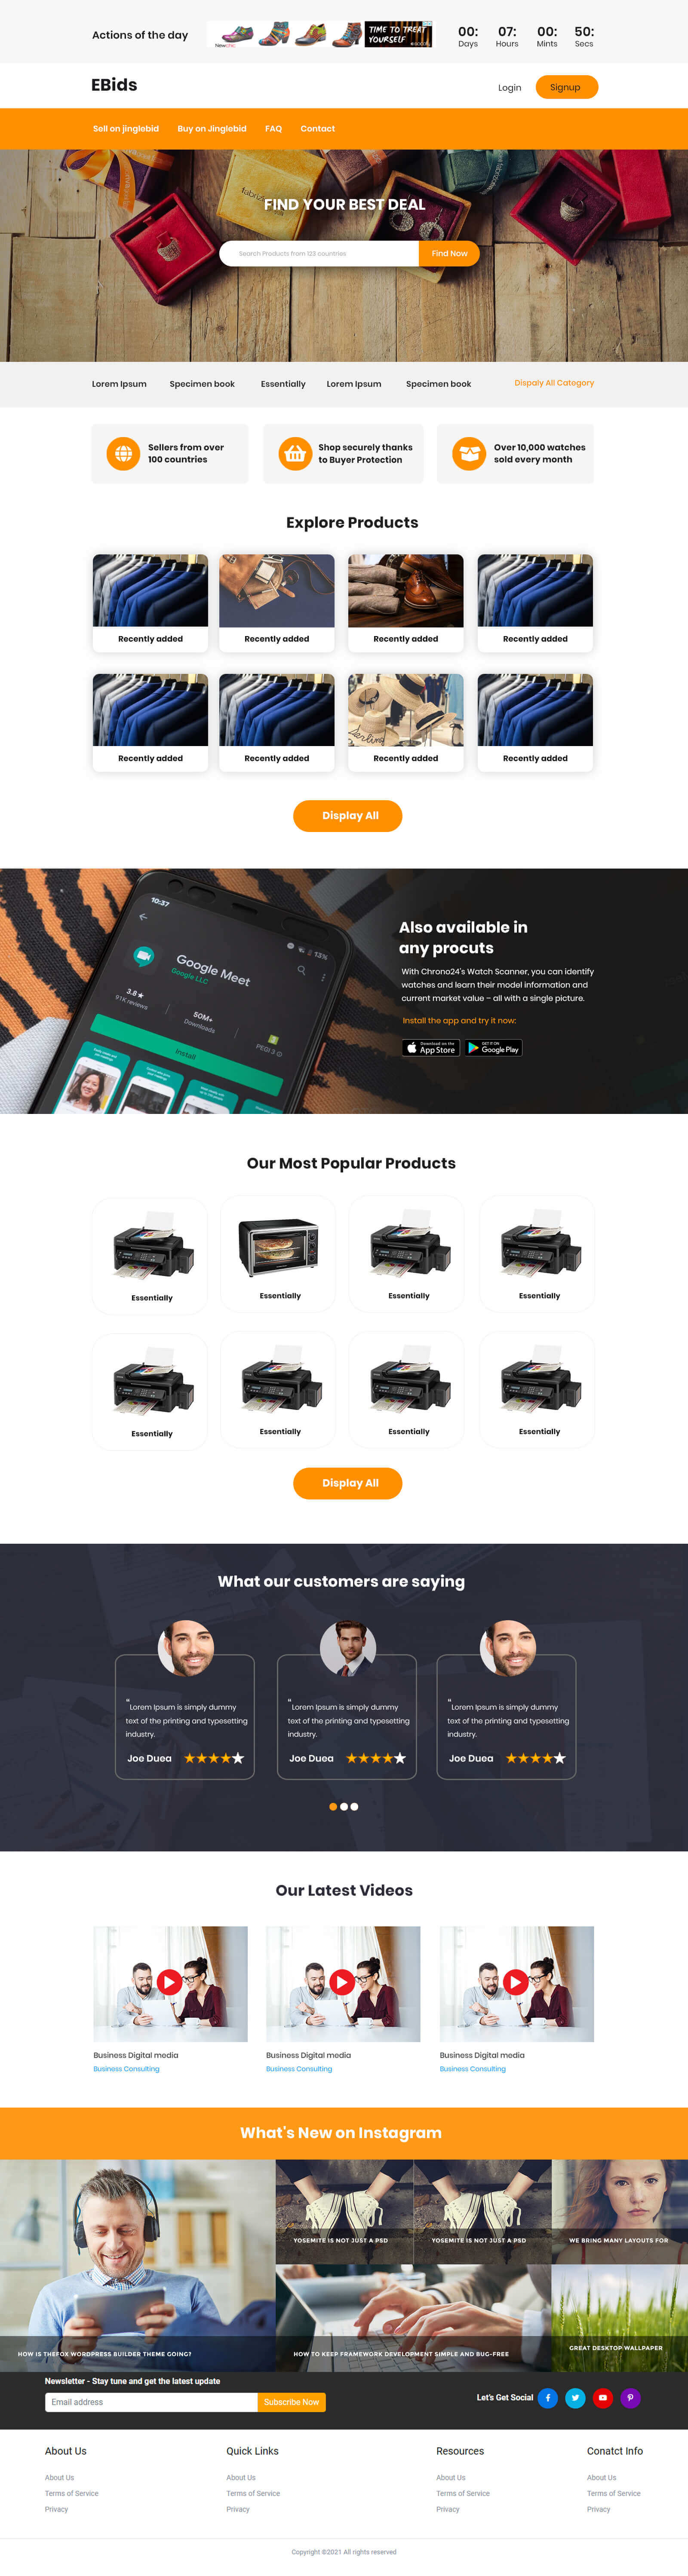 Actions of the day
NewChic
TIME TO TREAT
YOURSELF
00: 07: 00: 50:
Days Hours Mints Secs
EBids
Login
Signup
Sell on jinglebid Buy on Jinglebid FAQ Contact
FIND YOUR BEST DEAL
Search Products from 123 countries
Find Now
Lorem Ipsum Specimen book Essentially Lorem Ipsum Specimen book Dispaly All Category
Sellers from over
100 countries
Shop securely thanks
to Buyer Protection
Over 10,000 watches
sold every month
Explore Products
Recently added Recently added Recently added Recently added
Recently added Recently added Recently added Recently added
Display All
10:37
13%
Google Meet
Google LLC
3.8★
91K reviews
50M+
Downloads
PEGI 3
Install
Also available in
any procuts
With Chrono24's Watch Scanner, you can identify
watches and learn their model information and
current market value – all with a single picture.
Install the app and try it now:
Download on the
App Store
GET IT ON
Google Play
Our Most Popular Products
Essentially Essentially Essentially Essentially
Essentially Essentially Essentially Essentially
Display All
What our customers are saying
"Lorem Ipsum is simply dummy
text of the printing and typesetting
industry.
Joe Duea
"Lorem Ipsum is simply dummy
text of the printing and typesetting
industry.
Joe Duea
"Lorem Ipsum is simply dummy
text of the printing and typesetting
industry.
Joe Duea
Our Latest Videos
Business Digital media
Business Consulting
Business Digital media
Business Consulting
Business Digital media
Business Consulting
What's New on Instagram
YOSEMITE IS NOT JUST A PSD
YOSEMITE IS NOT JUST A PSD
WE BRING MANY LAYOUTS FOR
HOW IS THEFOX WORDPRESS BUILDER THEME GOING?
HOW TO KEEP FRAMEWORK DEVELOPMENT SIMPLE AND BUG-FREE
GREAT DESKTOP WALLPAPER
Newsletter - Stay tune and get the latest update
Email address
Subscribe Now
Let's Get Social
About Us
About Us
Terms of Service
Privacy
Quick Links
About Us
Terms of Service
Privacy
Resources
About Us
Terms of Service
Privacy
Conatct Info
About Us
Terms of Service
Privacy
Copyright ©2021 All rights reserved